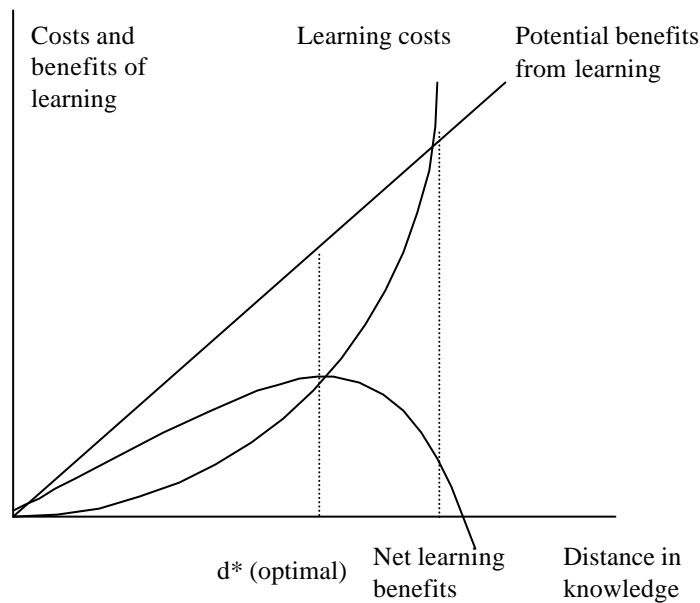 Costs and
benefits of
learning
Learning costs
Potential benefits
from learning
d* (optimal)
Net learning
benefits
Distance in
knowledge